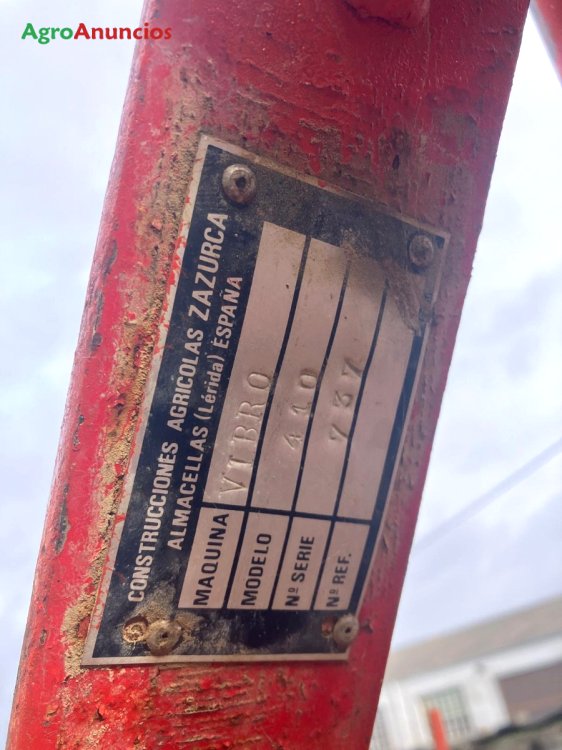 AgroAnuncios
CONSTRUCCIONES AGRICOLAS ZAZURCA
ALMACELLAS (Lérida) ESPAÑA
MAQUINA VIBRO
MODELO 410
Nº SERIE 737
Nº REF.